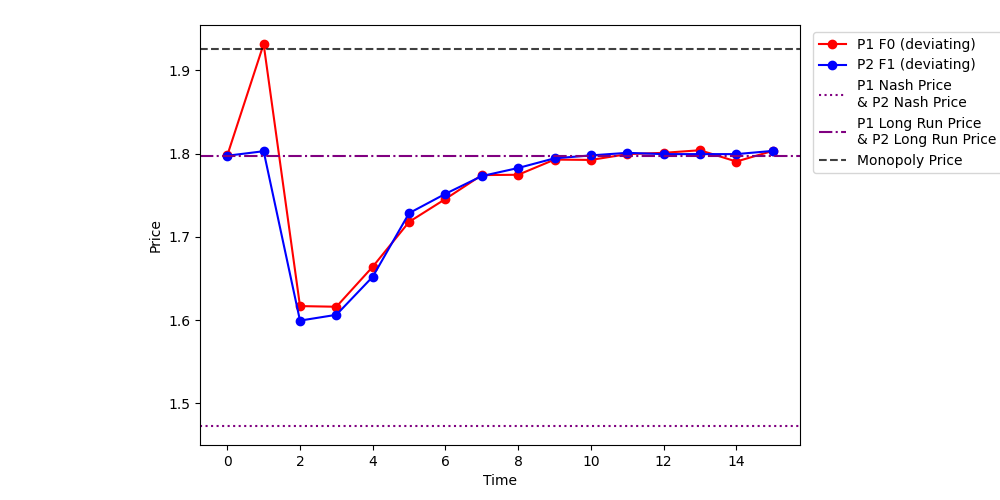 1.9
1.8
1.7
1.6
1.5
Price
0 2 4 6 8 10 12 14
Time
P1 F0 (deviating)
P2 F1 (deviating)
P1 Nash Price
& P2 Nash Price
P1 Long Run Price
& P2 Long Run Price
Monopoly Price